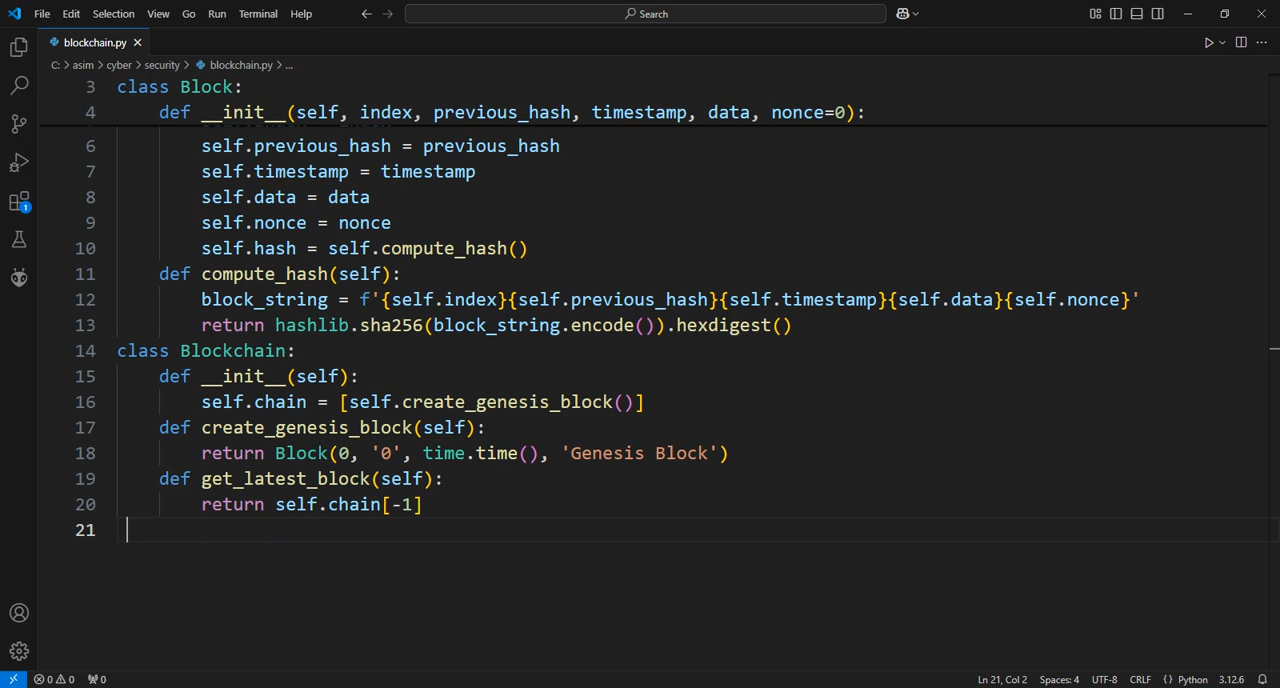 File Edit Selection View Go Run Terminal Help Search
blockchain.py
C: > asim > cyber > security > blockchain.py > ...
3 class Block:
4 def __init__(self, index, previous_hash, timestamp, data, nonce=0):
6 self.previous_hash = previous_hash
7 self.timestamp = timestamp
8 self.data = data
9 self.nonce = nonce
10 self.hash = self.compute_hash()
11 def compute_hash(self):
12 block_string = f'{self.index}{self.previous_hash}{self.timestamp}{self.data}{self.nonce}'
13 return hashlib.sha256(block_string.encode()).hexdigest()
14 class Blockchain:
15 def __init__(self):
16 self.chain = [self.create_genesis_block()]
17 def create_genesis_block(self):
18 return Block(0, '0', time.time(), 'Genesis Block')
19 def get_latest_block(self):
20 return self.chain[-1]
21
1
0 0 0 Ln 21, Col 2 Spaces: 4 UTF-8 CRLF {} Python 3.12.6